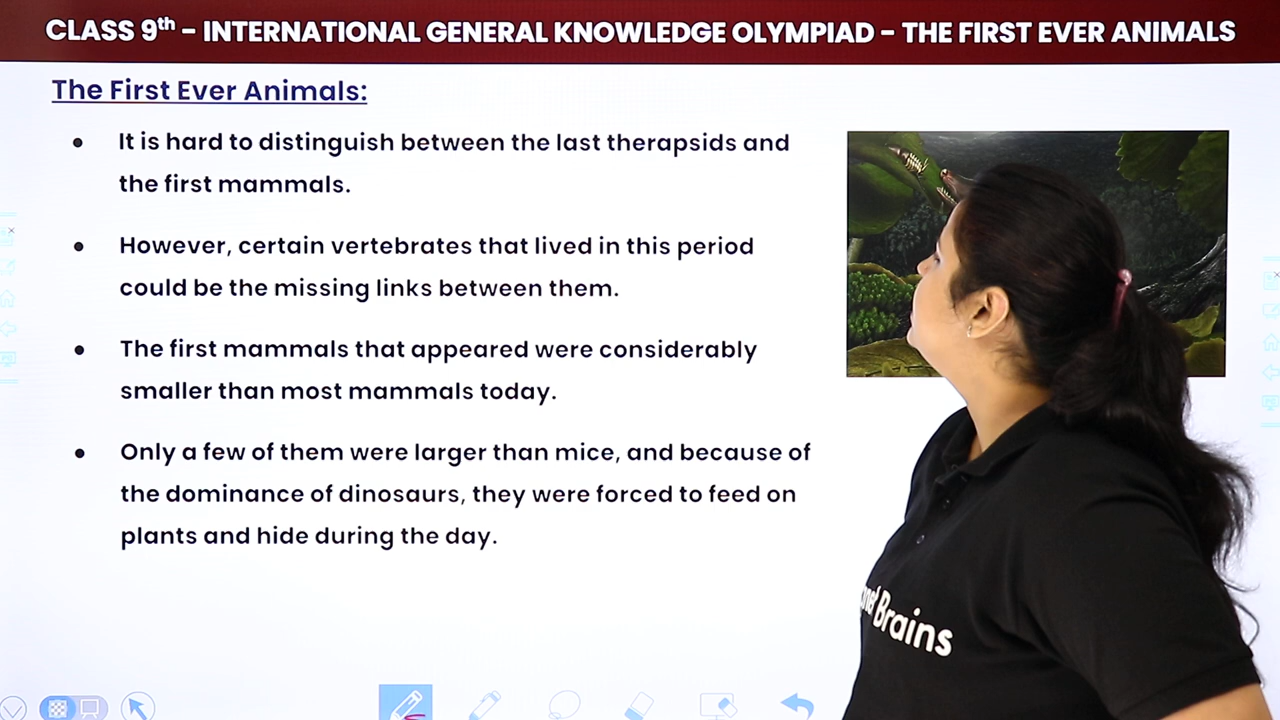 CLASS 9th – INTERNATIONAL GENERAL KNOWLEDGE OLYMPIAD – THE FIRST EVER ANIMALS
The First Ever Animals:
• It is hard to distinguish between the last therapsids and
the first mammals.
• However, certain vertebrates that lived in this period
could be the missing links between them.
• The first mammals that appeared were considerably
smaller than most mammals today.
• Only a few of them were larger than mice, and because of
the dominance of dinosaurs, they were forced to feed on
plants and hide during the day.
Brains